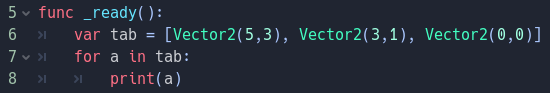 5 func _ready():
6 var tab = [Vector2(5,3), Vector2(3,1), Vector2(0,0)]
7 for a in tab:
8 print(a)